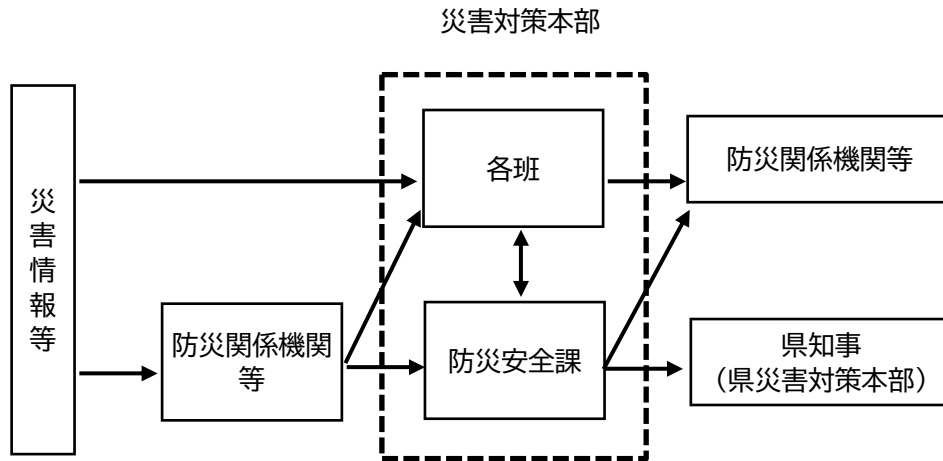 災害対策本部
災害情報等
各班
防災関係機関等
防災関係機関
等
防災安全課
県知事
（県災害対策本部）